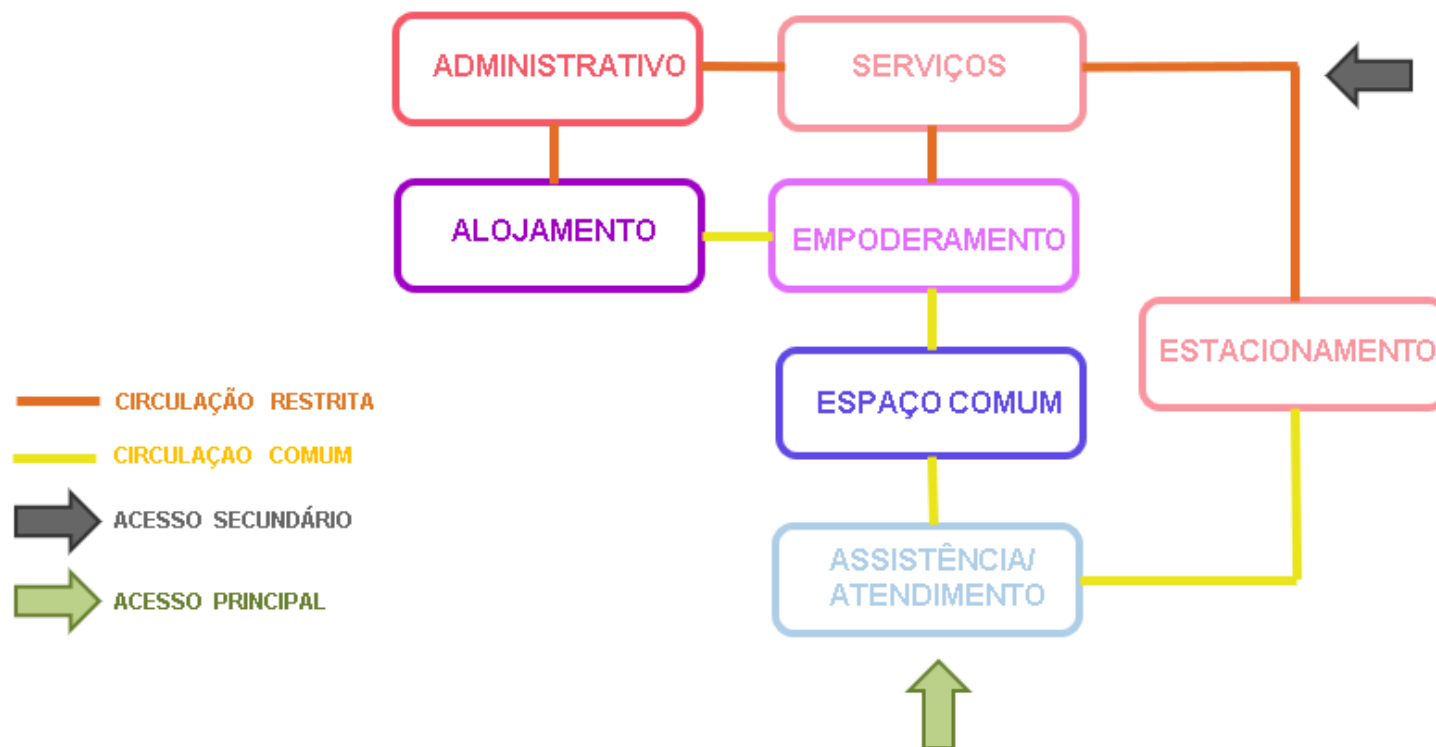 ADMINISTRATIVO
SERVIÇOS
ALOJAMENTO
EMPODERAMENTO
ESTACIONAMENTO
ESPAÇO COMUM
ASSISTÊNCIA/
ATENDIMENTO
CIRCULAÇÃO RESTRITA
CIRCULAÇAO COMUM
ACESSO SECUNDÁRIO
ACESSO PRINCIPAL